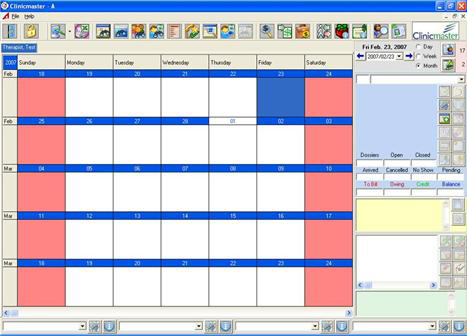 Clinicmaster - A
File Help
Clinicmaster
Therapist, Test
Fri Feb. 23, 2007
2007/02/23
Day
Week
Month
17
2
2007 Sunday Monday Tuesday Wednesday Thursday Friday Saturday
Feb 18 19 20 21 22 23 24
Feb 25 26 27 28 01 02 03
Mar 04 05 06 07 08 09 10
Mar 11 12 13 14 15 16 17
Mar 18 19 20 21 22 23 24
Dossiers Open Closed
Arrived Cancelled No Show Pending
To Bill Owing Credit Balance